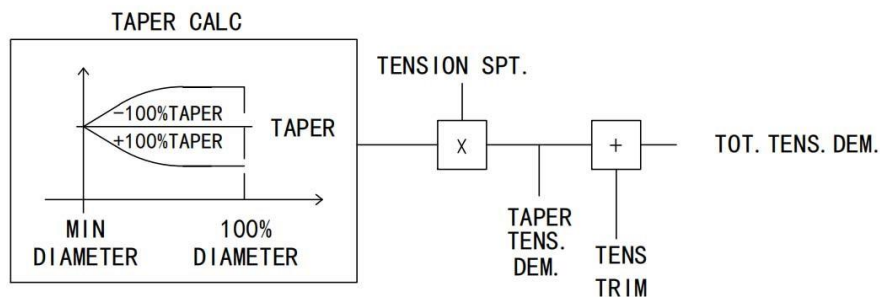 TAPER CALC
TENSION SPT.
-100%TAPER
+100%TAPER
TAPER
X
+
TOT. TENS. DEM.
MIN
DIAMETER
100%
DIAMETER
TAPER
TENS.
DEM.
TENS
TRIM